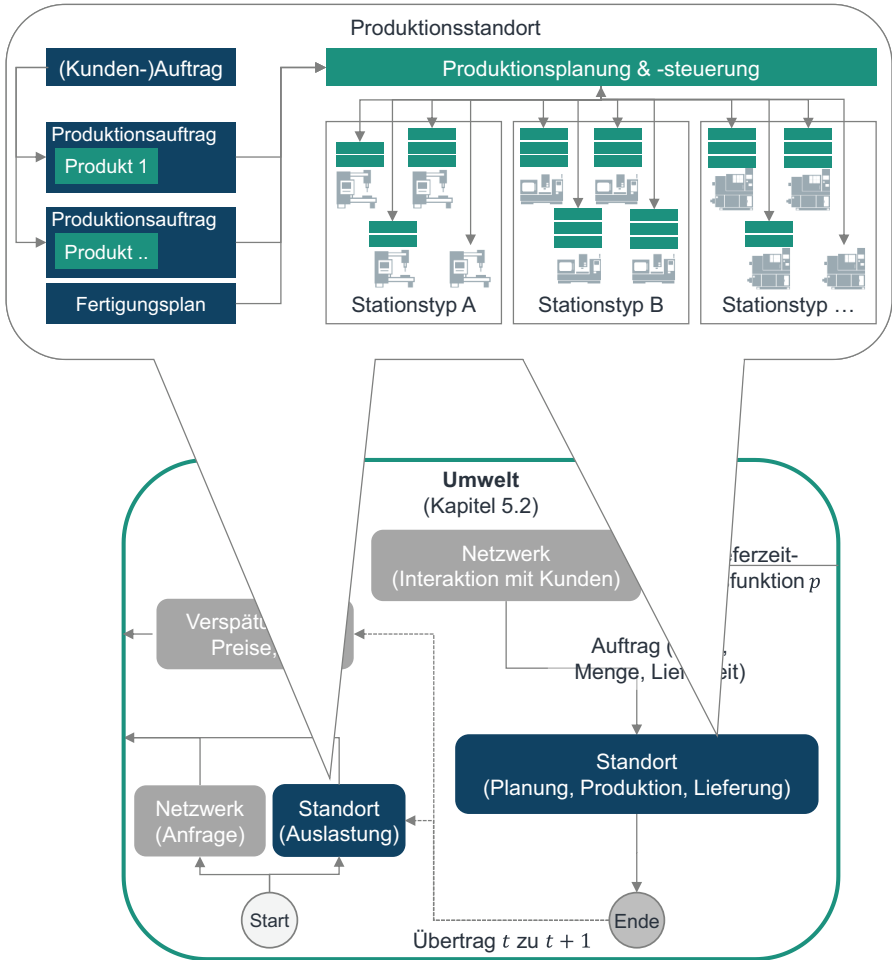 Produktionsstandort
(Kunden-)Auftrag
Produktionsplanung & -steuerung
Produktionsauftrag
Produkt 1
Produktionsauftrag
Produkt ..
Fertigungsplan
Stationstyp A
Stationstyp B
Stationstyp …
Umwelt
(Kapitel 5.2)
Netzwerk
(Interaktion mit Kunden)
p
Preise,
Auftrag (
Menge,
Standort
(Planung, Produktion, Lieferung)
Netzwerk
(Anfrage)
Standort
(Auslastung)
Start
Ende
Übertrag t zu t + 1